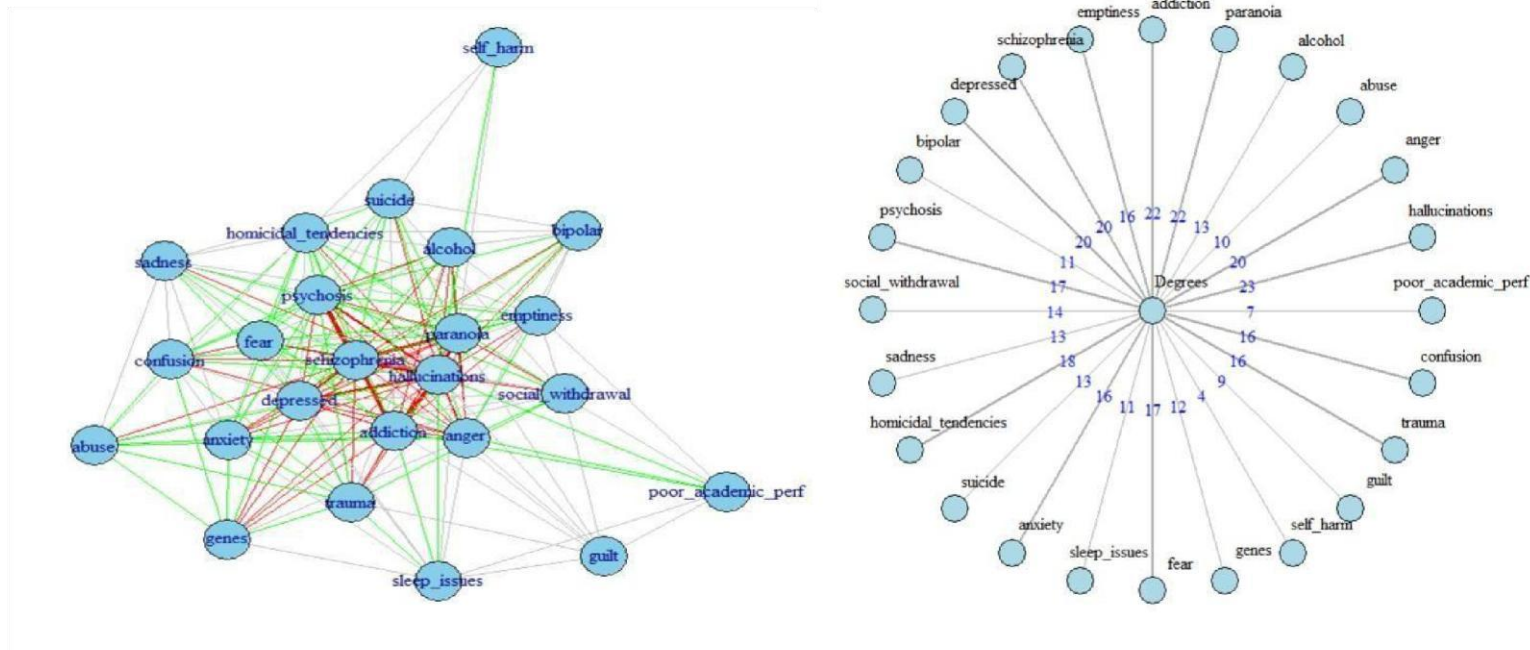 self_harm
suicide
homicidal_tendencies
alcohol
bipolar
sadness
psychosis
emptiness
paranoia
fear
confusion
schizophrenia
hallucinations
social_withdrawal
depressed
addiction
anger
anxiety
abuse
trauma
poor_academic_perf
genes
guilt
sleep_issues
addiction
emptiness
paranoia
schizophrenia
alcohol
depressed
abuse
bipolar
anger
psychosis
hallucinations
social_withdrawal
Degrees
poor_academic_perf
sadness
confusion
homicidal_tendencies
trauma
suicide
guilt
anxiety
self_harm
sleep_issues
genes
fear
16
22
22
20
13
20
10
11
20
17
23
14
7
13
16
18
16
13
9
16
4
11
17
12